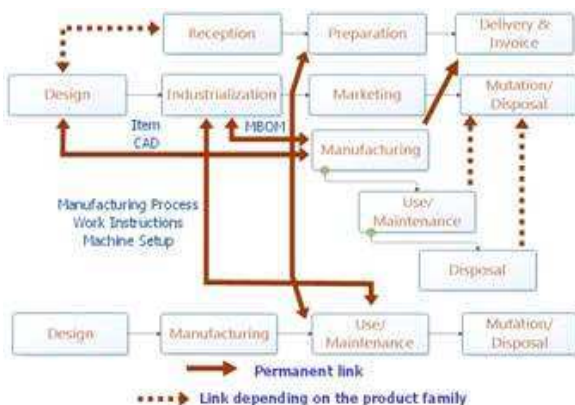 Reception
Preparation
Delivery &
Invoice
Design
Industrialization
Marketing
Mutation/
Disposal
Item
CAD
MBOM
Manufacturing
Manufacturing Process
Work Instructions
Machine Setup
Use/
Maintenance
Disposal
Design
Manufacturing
Use/
Maintenance
Mutation/
Disposal
Permanent link
Link depending on the product family